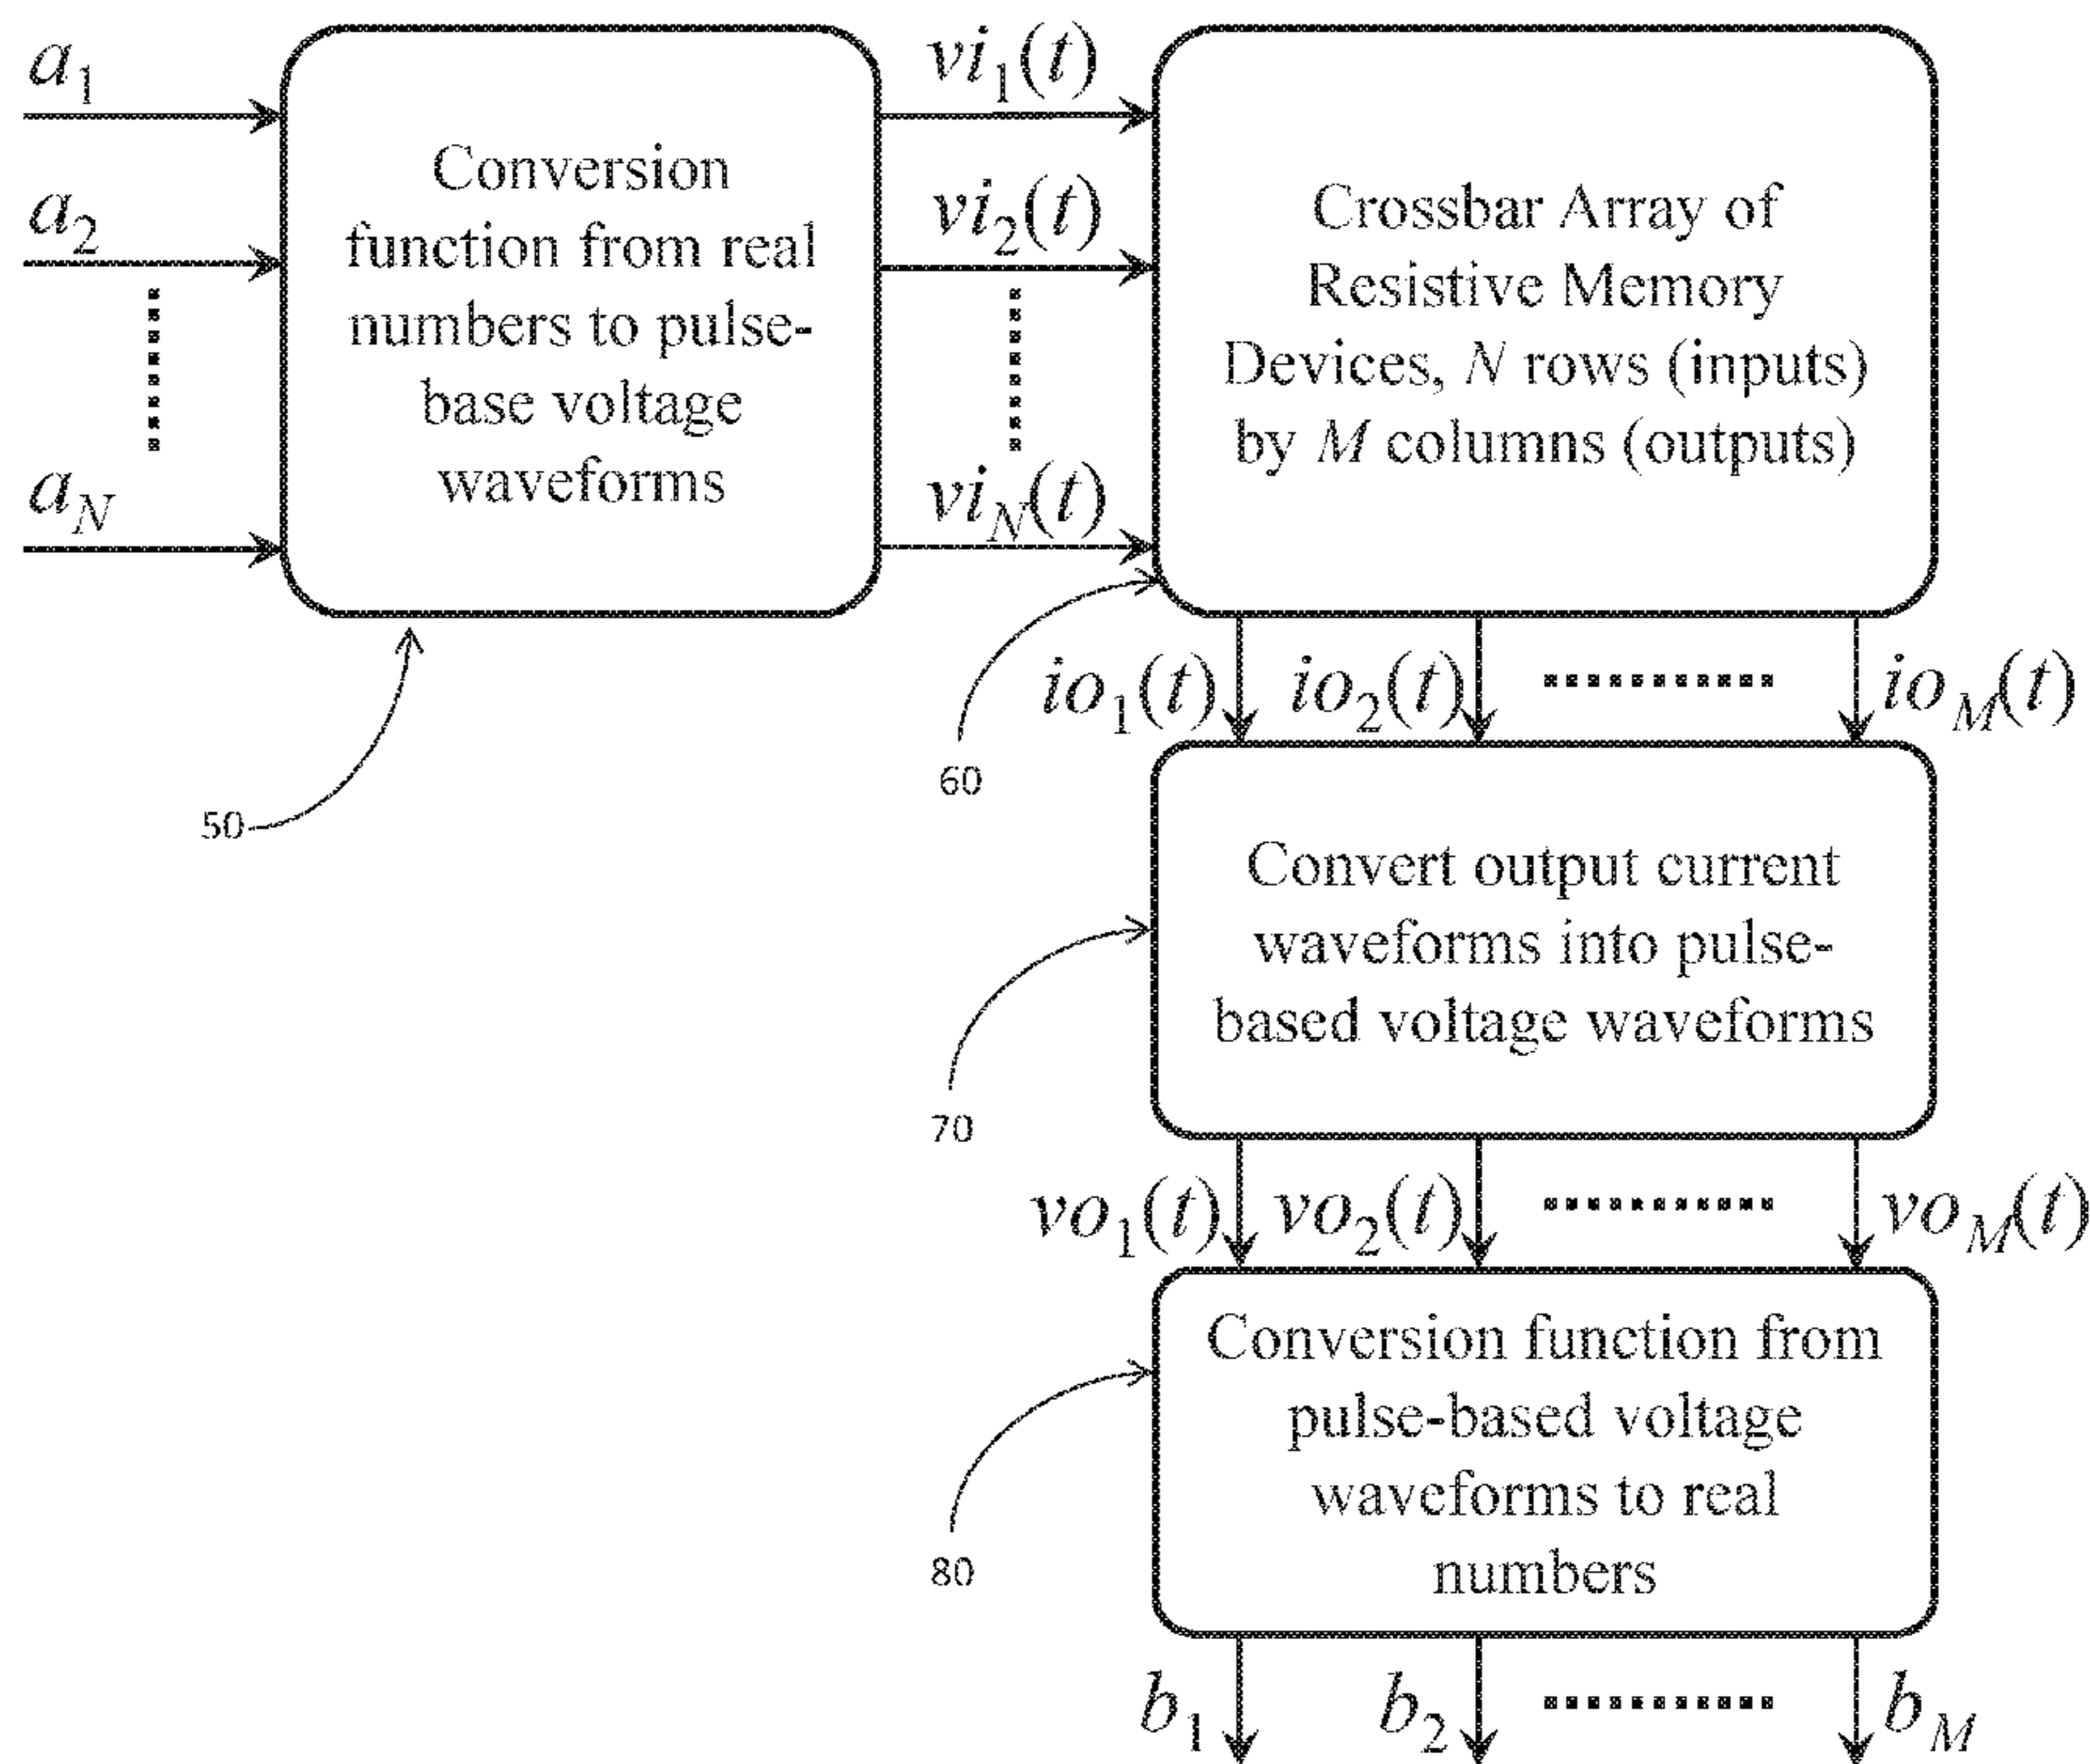 a1
vi1(t)
Conversion
function from real
numbers to pulse-
base voltage
waveforms
a2
vi2(t)
Crossbar Array of
Resistive Memory
Devices, N rows (inputs)
by M columns (outputs)
aN
viN(t)
io1(t)
io2(t)
ioM(t)
60
50
Convert output current
waveforms into pulse-
based voltage waveforms
70
vo1(t)
vo2(t)
voM(t)
Conversion function from
pulse-based voltage
waveforms to real
numbers
80
b1
b2
bM